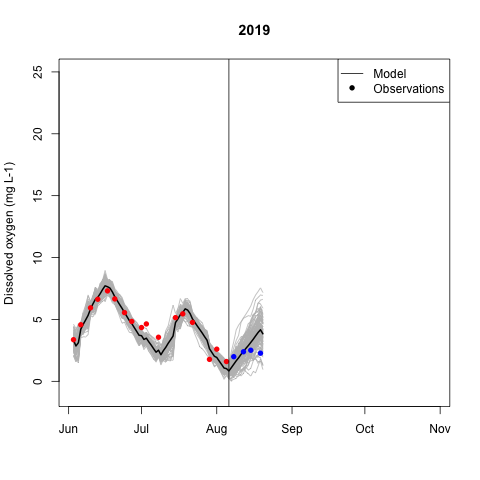 2019
Model
Observations
Dissolved oxygen (mg L-1)
25
20
15
10
5
0
Jun Jul Aug Sep Oct Nov